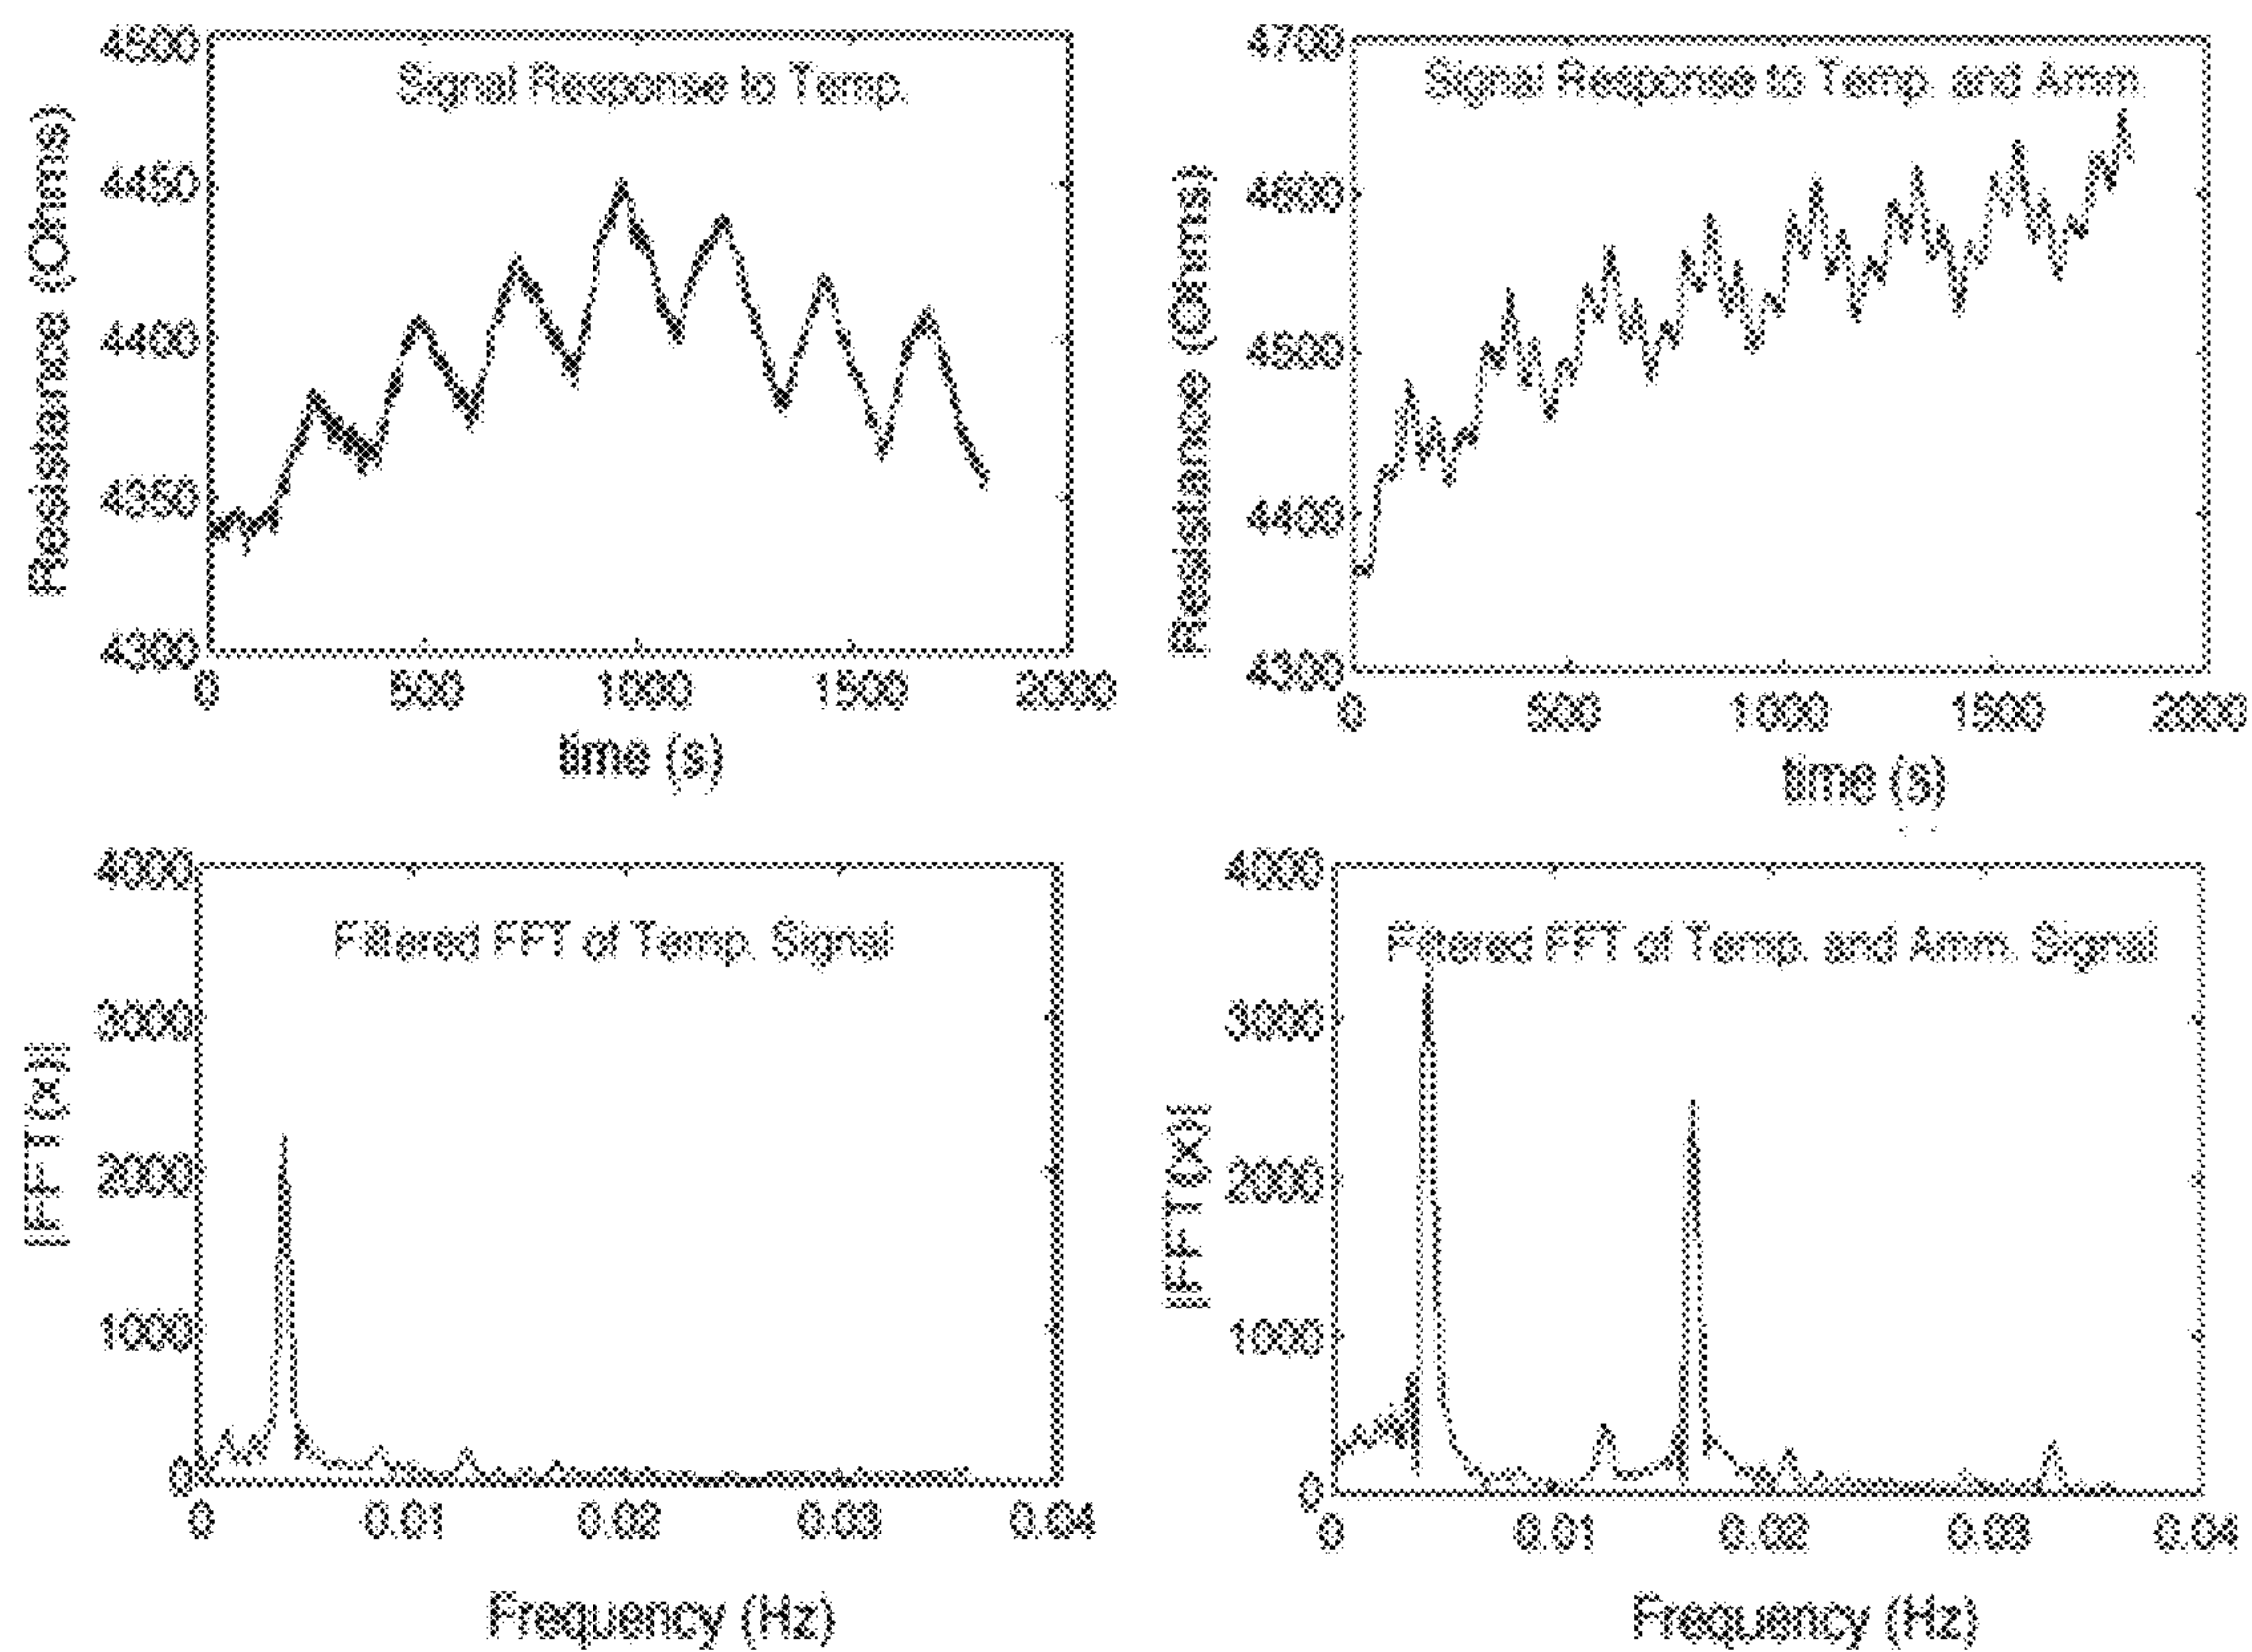 Signal Response to Temp.
Resistance (Ohms)
4500
4450
4400
4350
4300
0 500 1000 1500 2000
time (s)
Signal Response to Temp. and Amm.
Resistance (Ohms)
4700
4600
4500
4400
4300
0 500 1000 1500 2000
time (s)
Filtered FFT of Temp. Signal
|FFT(x)|
4000
3000
2000
1000
0
0 0.01 0.02 0.03 0.04
Frequency (Hz)
Filtered FFT of Temp. and Amm. Signal
|FFT(x)|
4000
3000
2000
1000
0
0 0.01 0.02 0.03 0.04
Frequency (Hz)